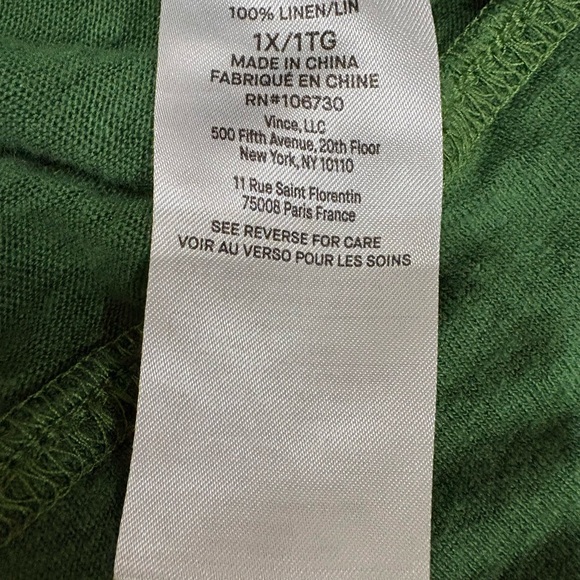 100% LINEN/LIN
1X/1TG
MADE IN CHINA
FABRIQUÉ EN CHINE
RN#106730
Vince, LLC
500 Fifth Avenue, 20th Floor
New York, NY 10110
11 Rue Saint Florentin
75008 Paris France
SEE REVERSE FOR CARE
VOIR AU VERSO POUR LES SOINS